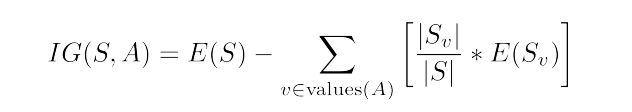 IG(S, A) = E(S) − ∑_{v∈values(A)} [ |S_v| / |S| * E(S_v) ]